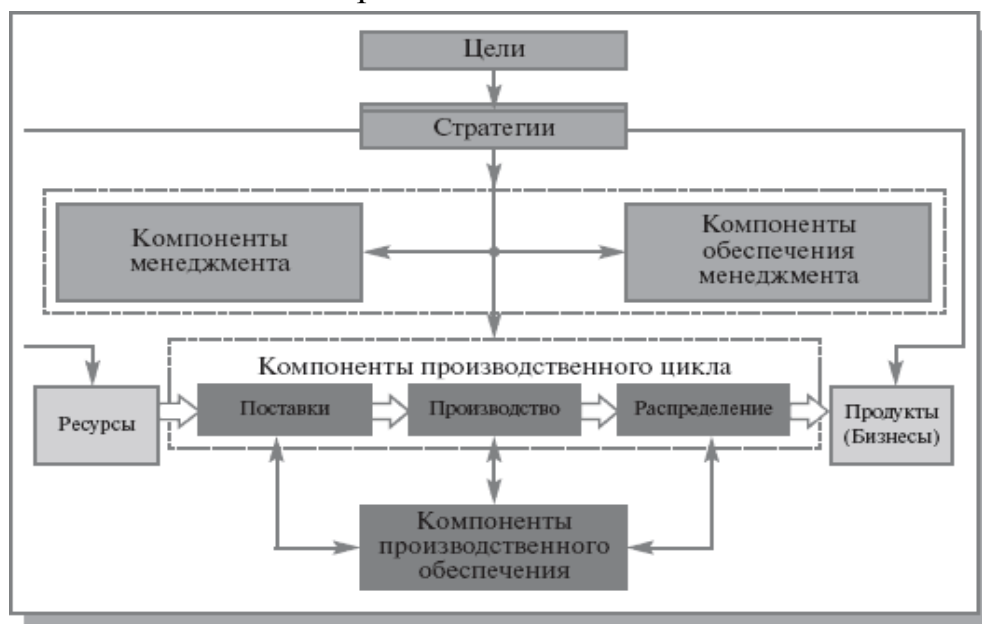 Цели
Стратегии
Компоненты
менеджмента
Компоненты
обеспечения
менеджмента
Компоненты производственного цикла
Ресурсы
Поставки
Производство
Распределение
Продукты
(Бизнесы)
Компоненты
производственного
обеспечения